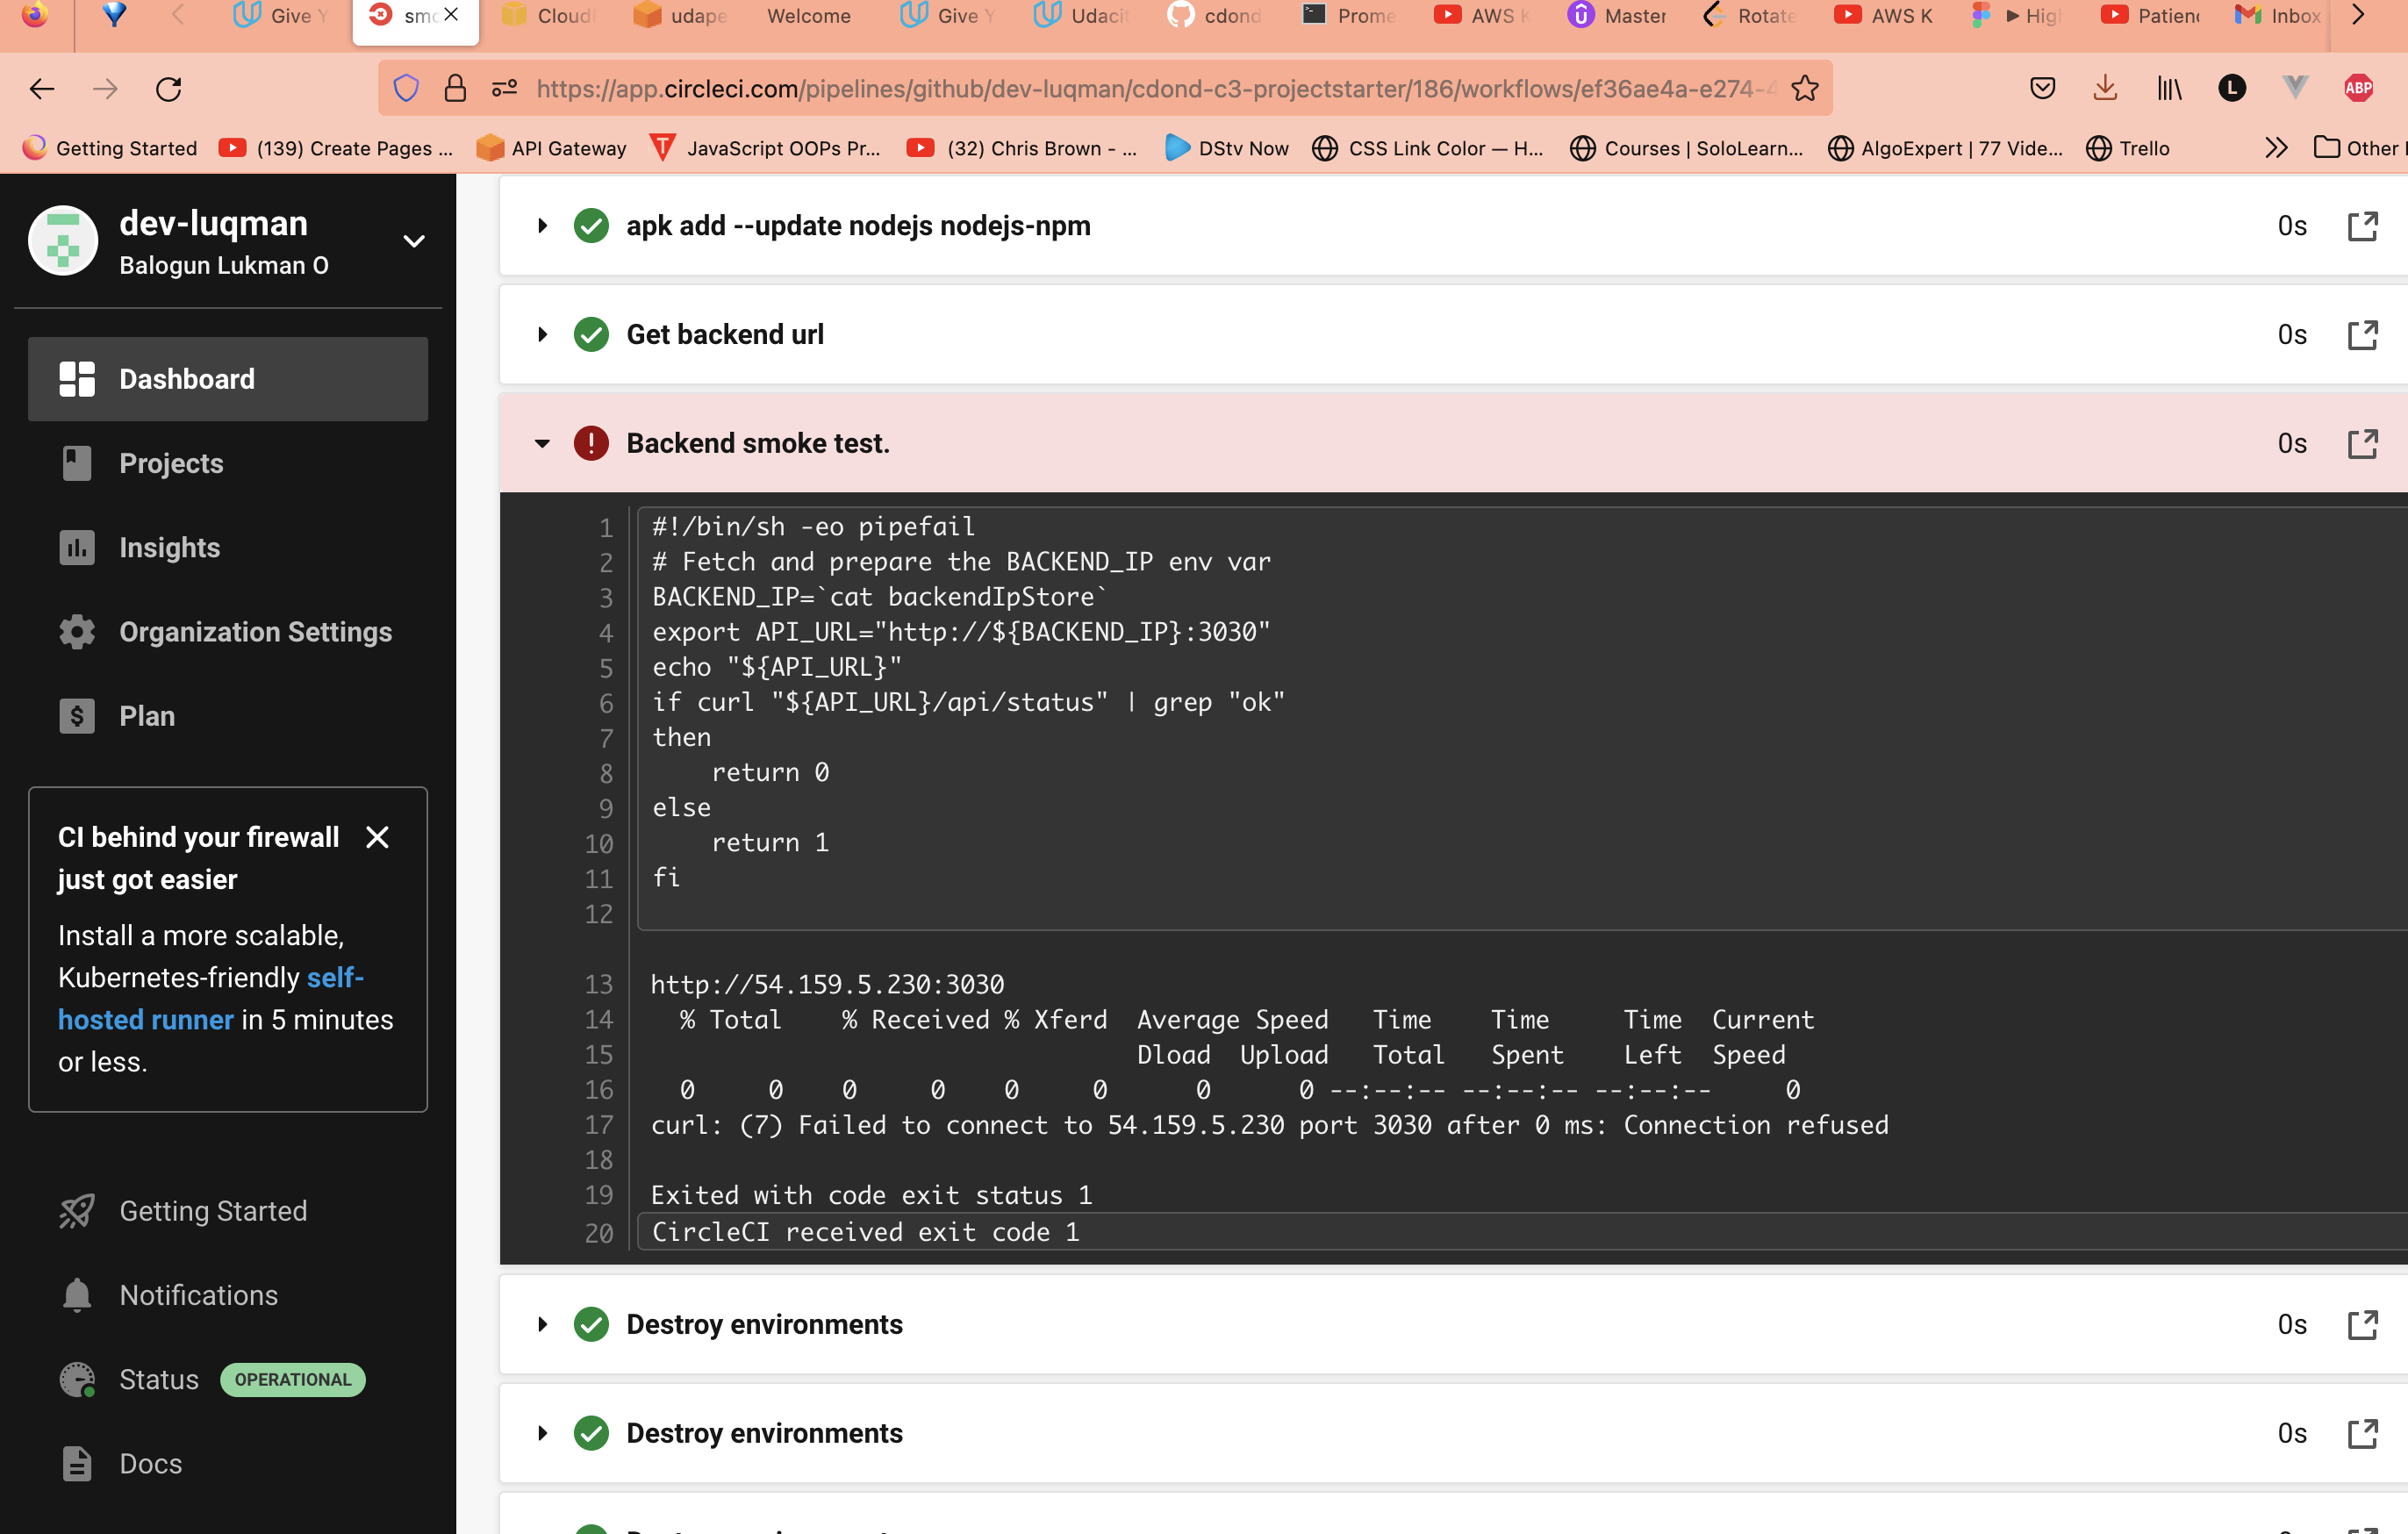 Give Y
smo
Cloud
udape
Welcome
Give Y
Udaci
cdond
Prome
AWS K
Master
Rotate
AWS K
▶ High
Patien
Inbox
https://app.circleci.com/pipelines/github/dev-luqman/cdond-c3-projectstarter/186/workflows/ef36ae4a-e274-4
L
ABP
Getting Started
(139) Create Pages ...
API Gateway
JavaScript OOPs Pr...
(32) Chris Brown - ...
DStv Now
CSS Link Color — H...
Courses | SoloLearn...
AlgoExpert | 77 Vide...
Trello
Other
dev-luqman
Balogun Lukman O
Dashboard
Projects
Insights
Organization Settings
Plan
CI behind your firewall
just got easier
Install a more scalable,
Kubernetes-friendly self-
hosted runner in 5 minutes
or less.
Getting Started
Notifications
Status OPERATIONAL
Docs
apk add --update nodejs nodejs-npm 0s
Get backend url 0s
Backend smoke test. 0s
1 #!/bin/sh -eo pipefail
2 # Fetch and prepare the BACKEND_IP env var
3 BACKEND_IP=`cat backendIpStore`
4 export API_URL="http://${BACKEND_IP}:3030"
5 echo "${API_URL}"
6 if curl "${API_URL}/api/status" | grep "ok"
7 then
8     return 0
9 else
10     return 1
11 fi
12
13 http://54.159.5.230:3030
14 % Total % Received % Xferd Average Speed Time Time Time Current
15 Dload Upload Total Spent Left Speed
16 0 0 0 0 0 0 0 0 --:--:-- --:--:-- --:--:-- 0
17 curl: (7) Failed to connect to 54.159.5.230 port 3030 after 0 ms: Connection refused
18
19 Exited with code exit status 1
20 CircleCI received exit code 1
Destroy environments 0s
Destroy environments 0s